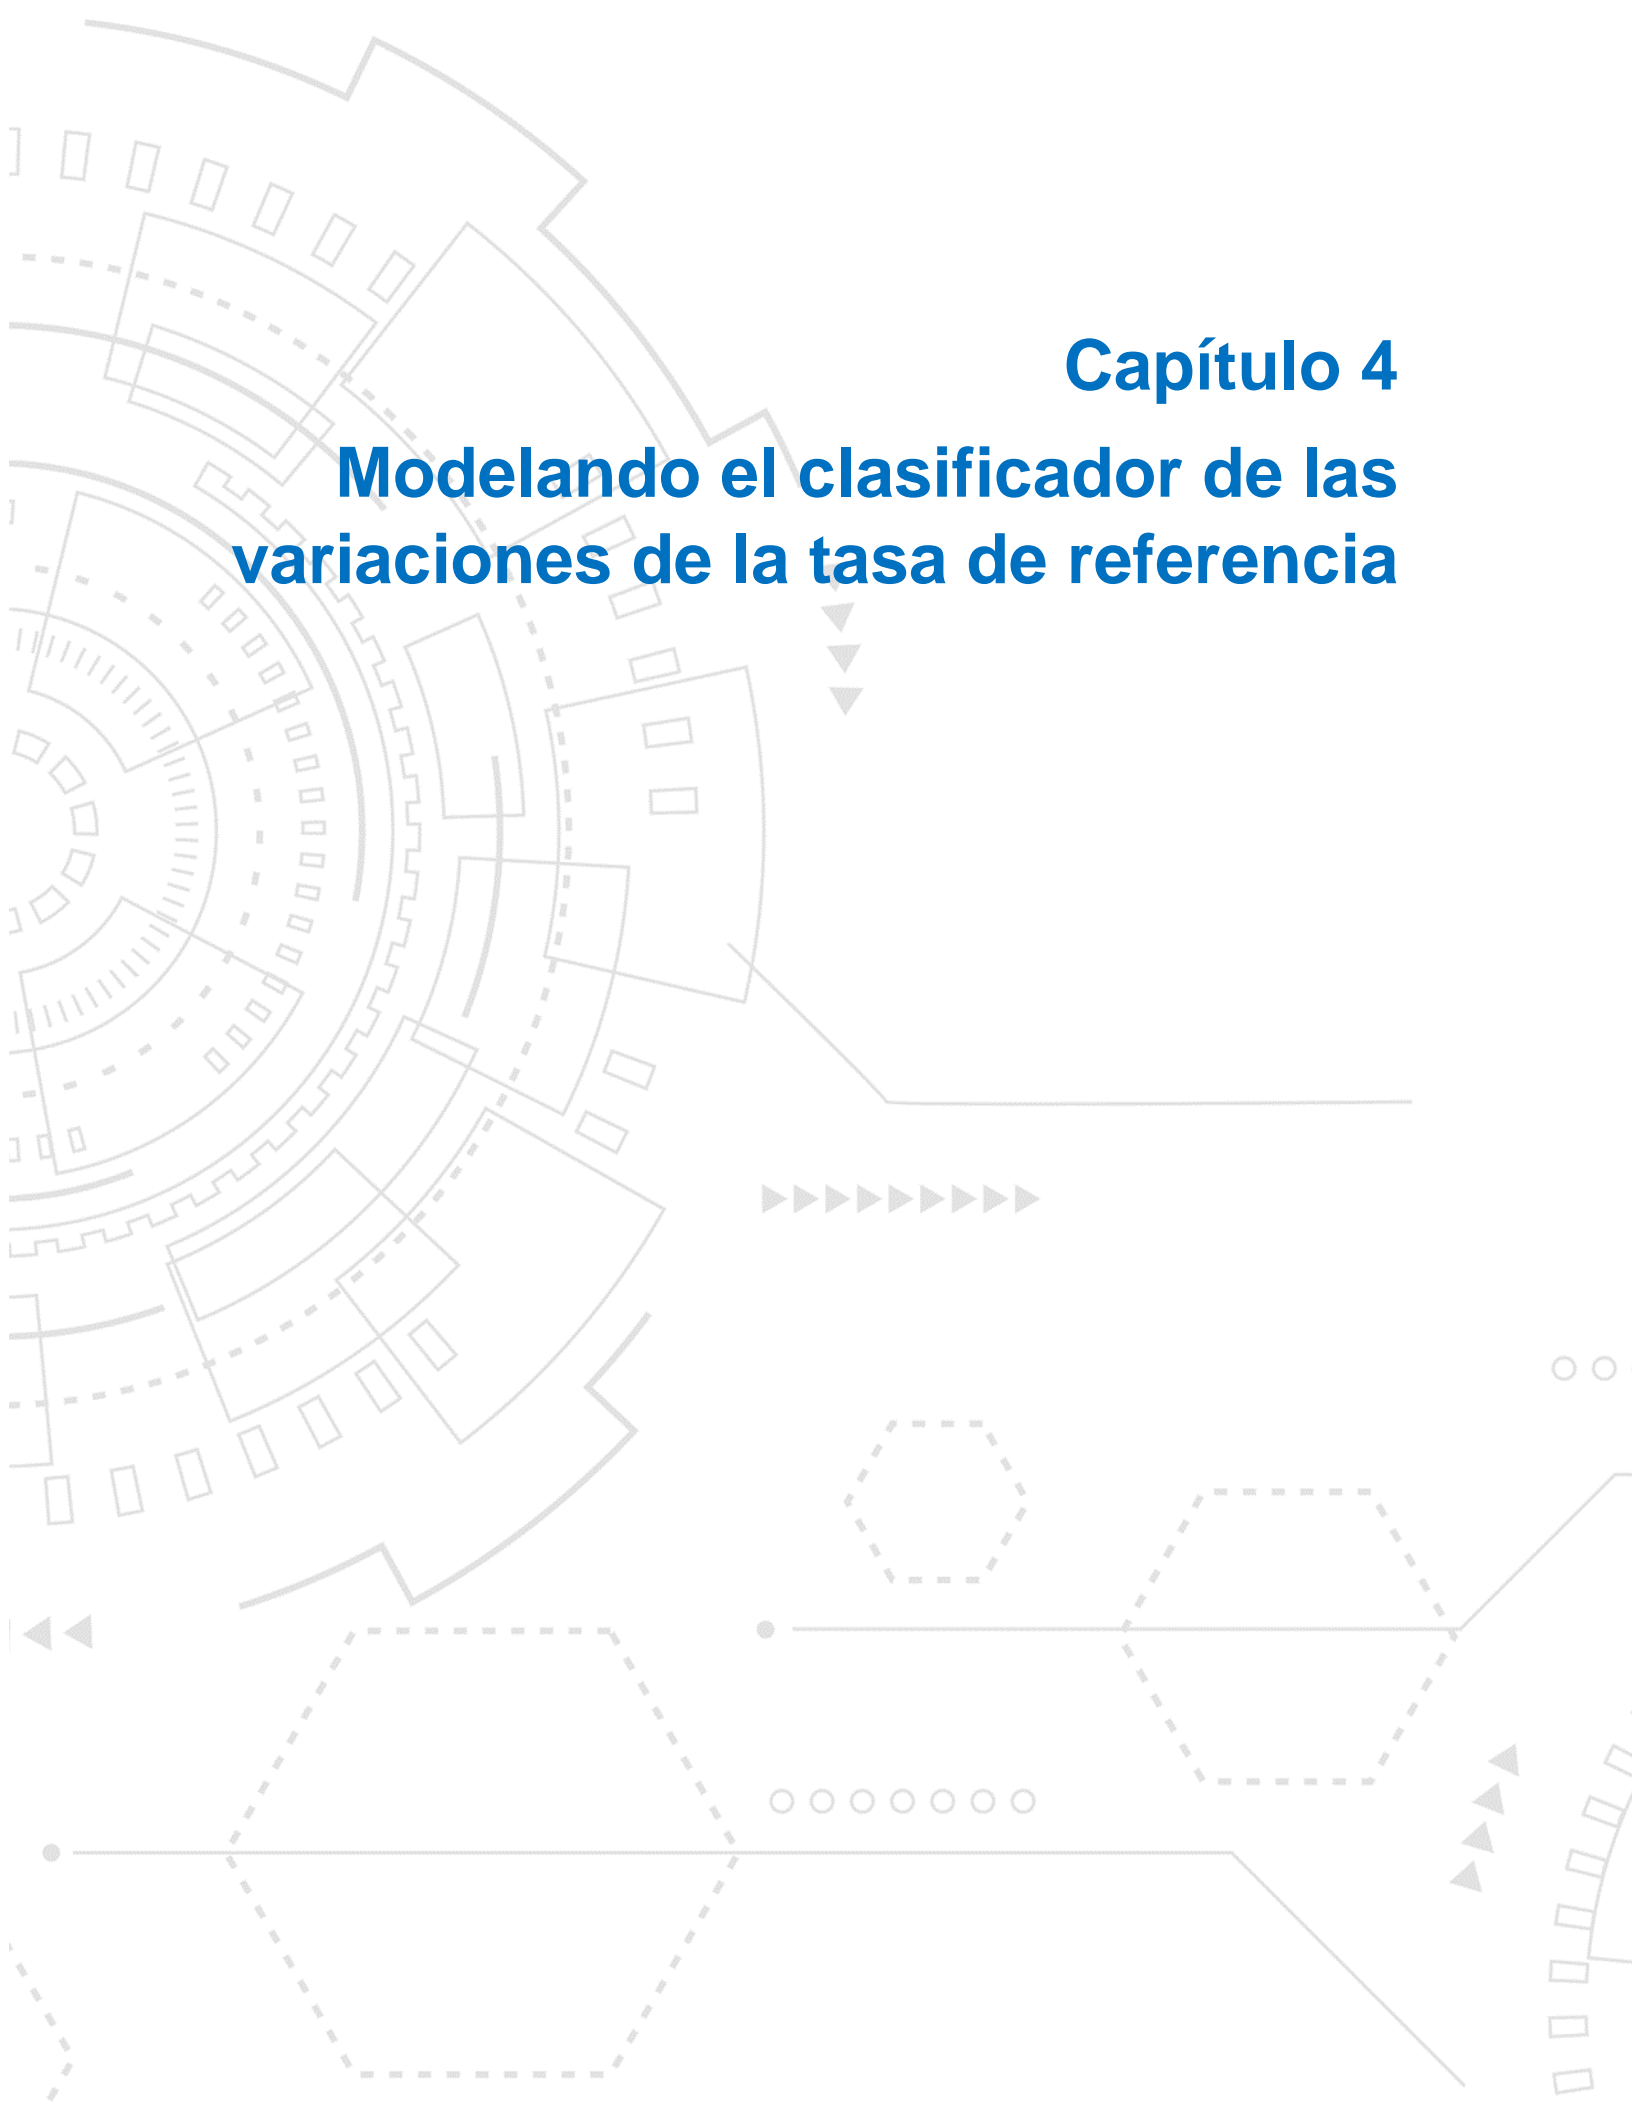 Capítulo 4
Modelando el clasificador de las
variaciones de la tasa de referencia